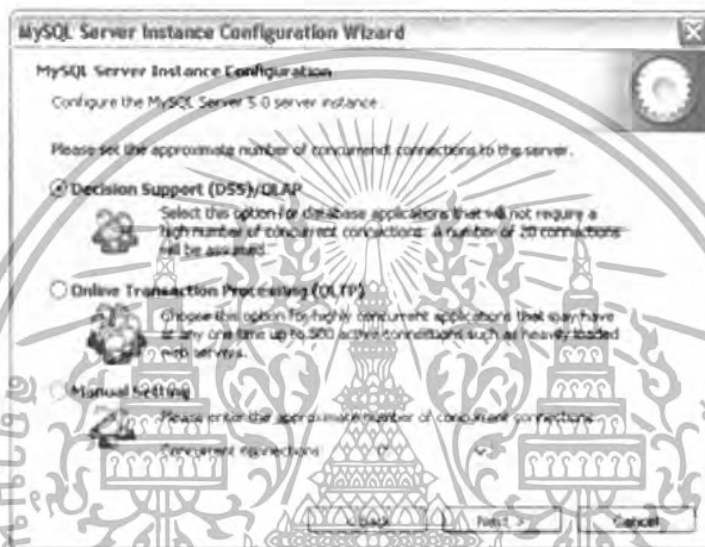 MySQL Server Instance Configuration Wizard
MySQL Server Instance Configuration
Configure the MySQL Server 5.0 server instance.
Please set the approximate number of concurrent connections to the server.
Decision Support (DSS)/OLAP
Select this option for database applications that will not require a
high number of concurrent connections. A number of 20 connections
will be assumed.
Online Transaction Processing (OLTP)
Choose this option for highly concurrent applications that may have
at any one time up to 500 active connections such as heavily loaded
web servers.
Manual Setting
Please enter the approximate number of concurrent connections.
Concurrent connections:
< Back
Next >
Cancel